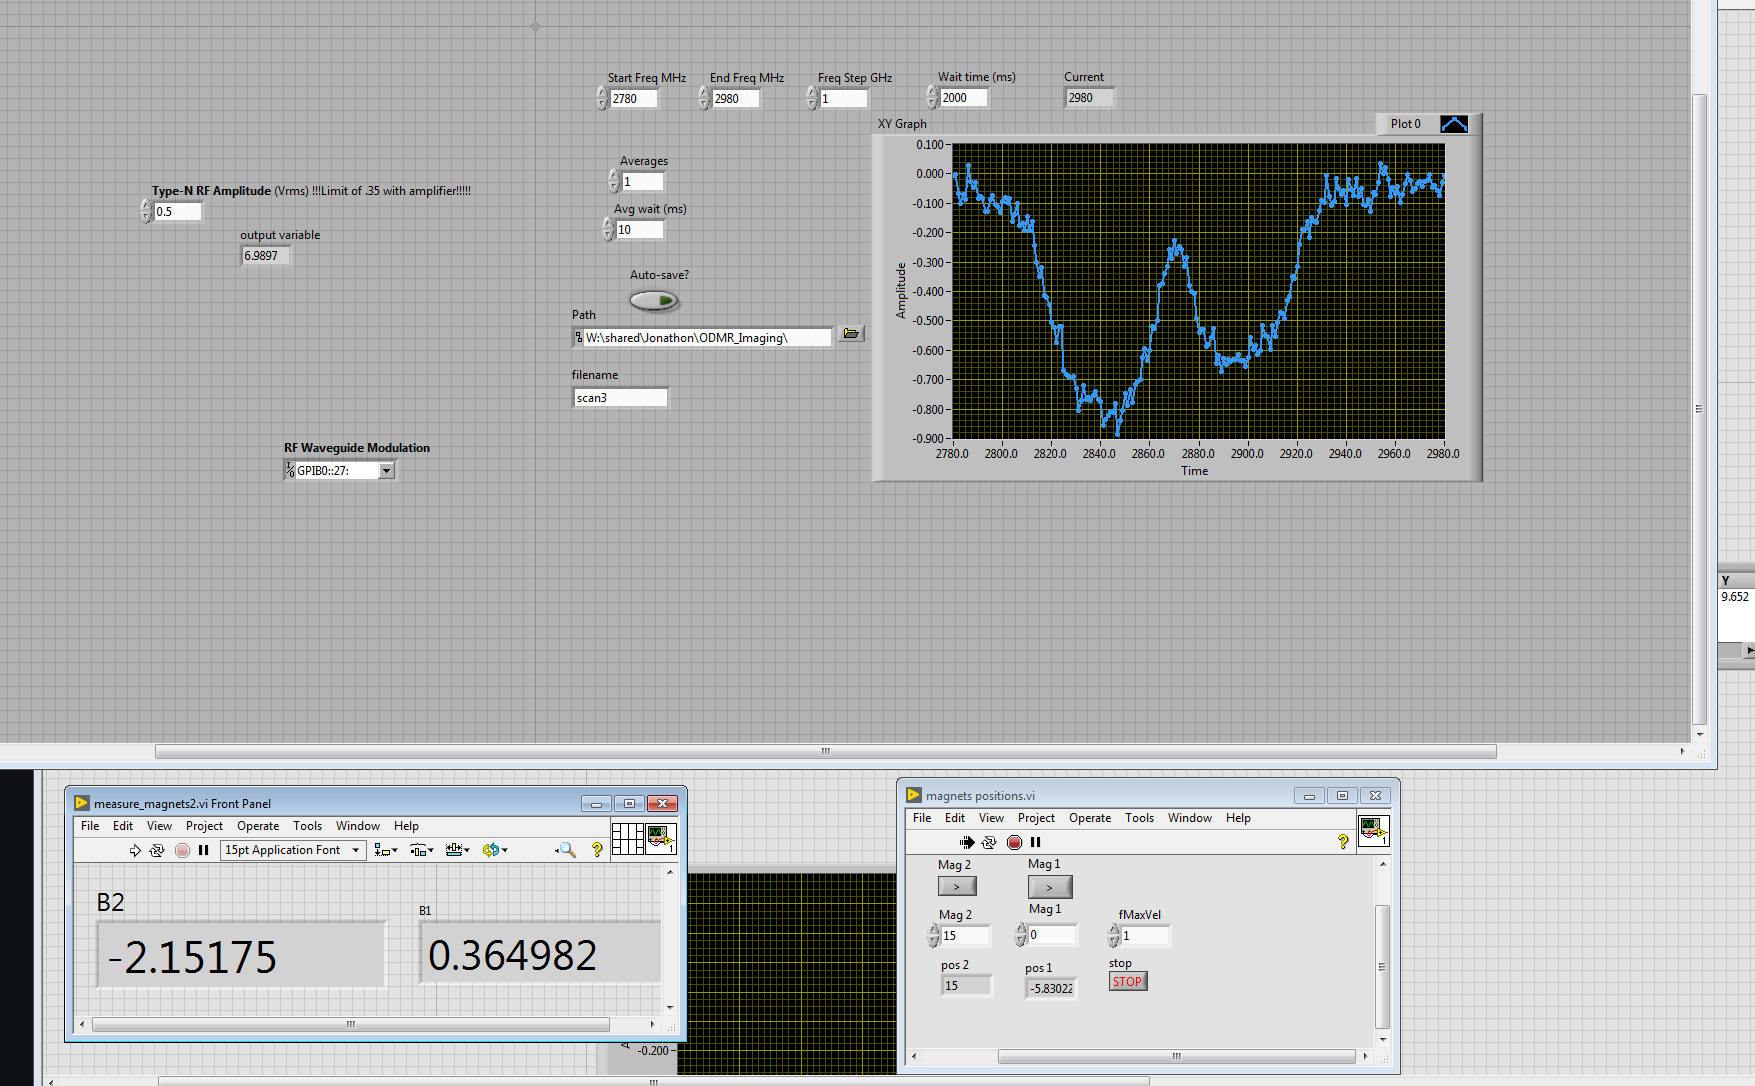 Start Freq MHz End Freq MHz Freq Step GHz Wait time (ms) Current
2780 2980 1 2000 2980
XY Graph Plot 0
Averages
1
Avg wait (ms)
10
Type-N RF Amplitude (Vrms) !!!Limit of .35 with amplifier!!!!!
0.5
output variable
6.9897
Auto-save?
Path
W:\shared\Jonathon\ODMR_Imaging\
filename
scan3
RF Waveguide Modulation
GPIB0::27:
Amplitude
0.100
0.000
-0.100
-0.200
-0.300
-0.400
-0.500
-0.600
-0.700
-0.800
-0.900
2780.0 2800.0 2820.0 2840.0 2860.0 2880.0 2900.0 2920.0 2940.0 2960.0 2980.0
Time
Y
9.652
measure_magnets2.vi Front Panel
File Edit View Project Operate Tools Window Help
15pt Application Font
1
B2 B1
-2.15175 0.364982
-0.200
magnets positions.vi
File Edit View Project Operate Tools Window Help
1
Mag 2 Mag 1
> >
Mag 2 Mag 1 fMaxVel
15 0 1
pos 2 pos 1 stop
15 -5.83022 STOP